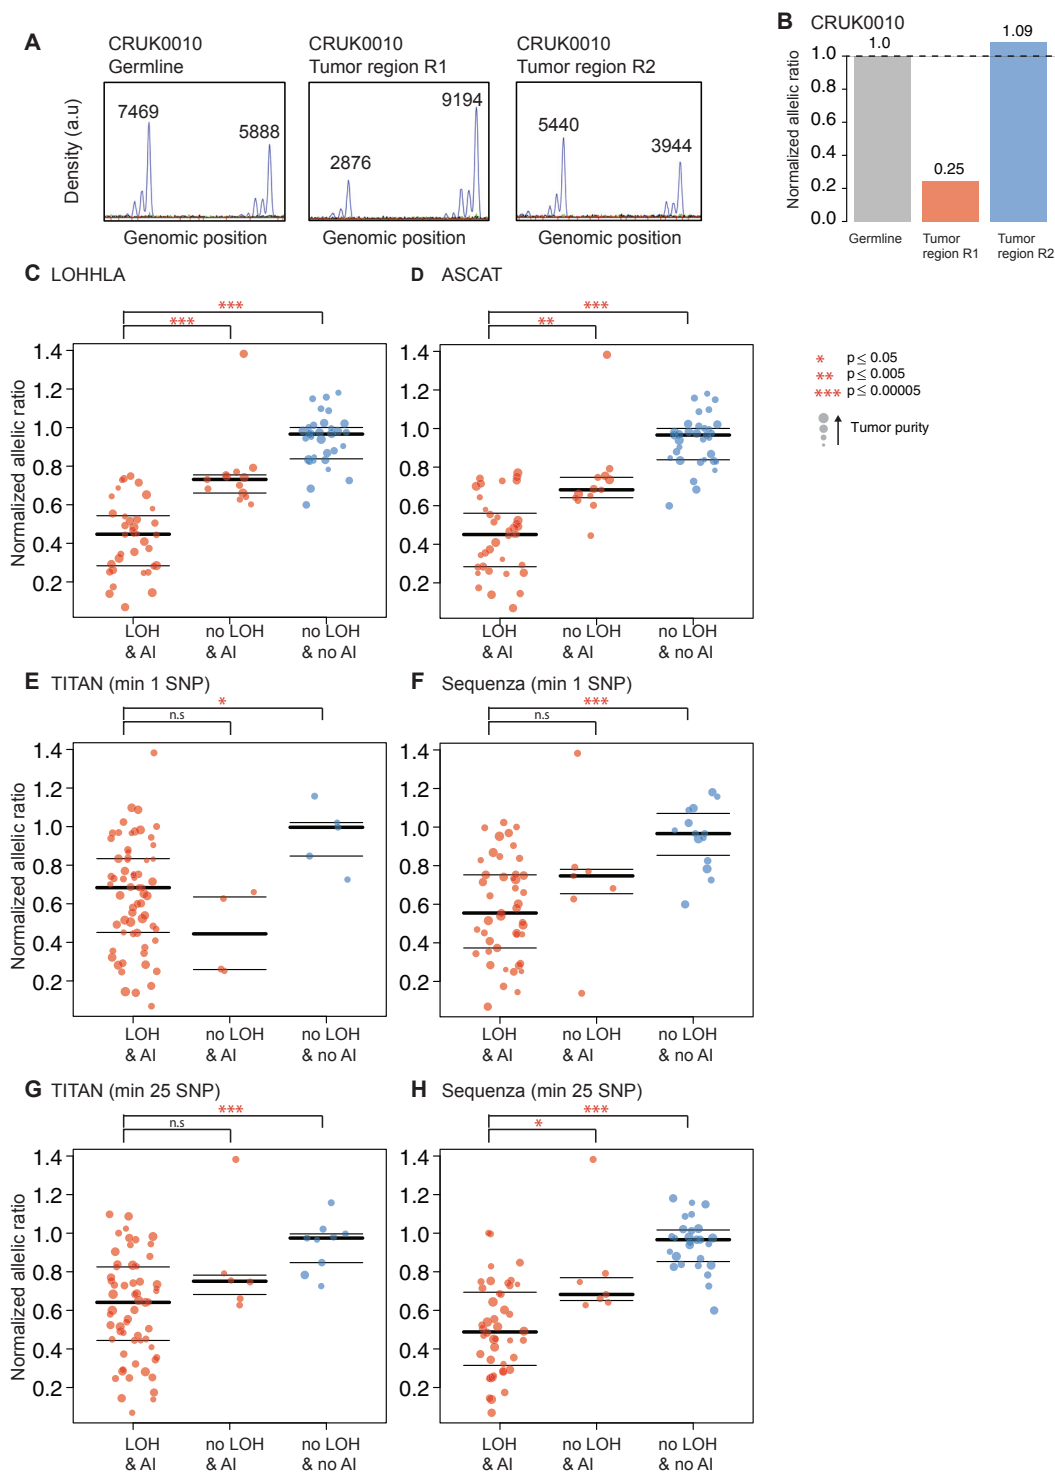 A
CRUK0010
Germline
CRUK0010
Tumor region R1
CRUK0010
Tumor region R2
Density (a.u)
7469
5888
2876
9194
5440
3944
Genomic position
Genomic position
Genomic position
B
CRUK0010
Normalized allelic ratio
1.0
0.8
0.6
0.4
0.2
0.0
1.0
0.25
1.09
Germline
Tumor
region R1
Tumor
region R2
C LOHHLA
***
***
Normalized allelic ratio
1.4
1.2
1.0
0.8
0.6
0.4
0.2
LOH
& AI
no LOH
& AI
no LOH
& no AI
D ASCAT
***
**
1.4
1.2
1.0
0.8
0.6
0.4
0.2
LOH
& AI
no LOH
& AI
no LOH
& no AI
* p ≤ 0.05
** p ≤ 0.005
*** p ≤ 0.00005
Tumor purity
E TITAN (min 1 SNP)
*
n.s
Normalized allelic ratio
1.4
1.2
1.0
0.8
0.6
0.4
0.2
LOH
& AI
no LOH
& AI
no LOH
& no AI
F Sequenza (min 1 SNP)
***
n.s
1.4
1.2
1.0
0.8
0.6
0.4
0.2
LOH
& AI
no LOH
& AI
no LOH
& no AI
G TITAN (min 25 SNP)
***
n.s
Normalized allelic ratio
1.4
1.2
1.0
0.8
0.6
0.4
0.2
LOH
& AI
no LOH
& AI
no LOH
& no AI
H Sequenza (min 25 SNP)
***
*
1.4
1.2
1.0
0.8
0.6
0.4
0.2
LOH
& AI
no LOH
& AI
no LOH
& no AI